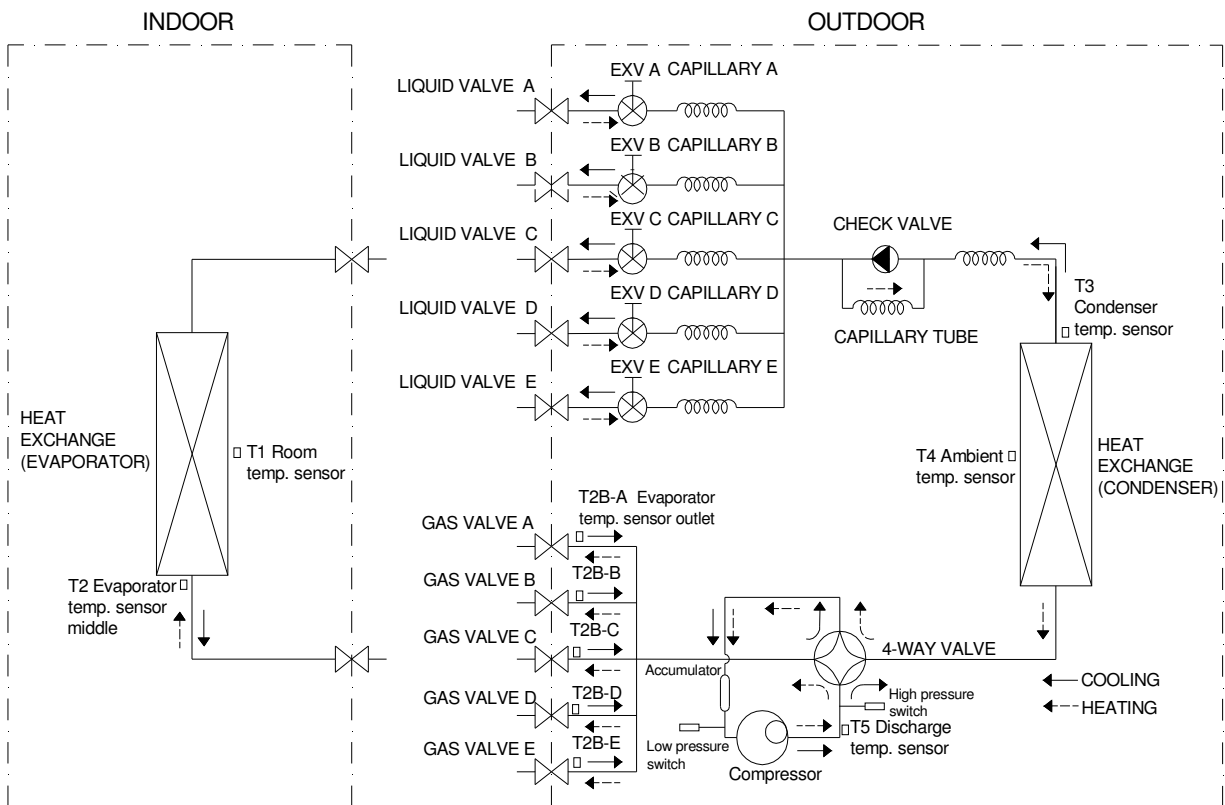 INDOOR
OUTDOOR
LIQUID VALVE A
EXV A CAPILLARY A
LIQUID VALVE B
EXV B CAPILLARY B
LIQUID VALVE C
EXV C CAPILLARY C
LIQUID VALVE D
EXV D CAPILLARY D
LIQUID VALVE E
EXV E CAPILLARY E
CHECK VALVE
CAPILLARY TUBE
T3
Condenser
temp. sensor
HEAT
EXCHANGE
(EVAPORATOR)
T1 Room
temp. sensor
T4 Ambient
temp. sensor
HEAT
EXCHANGE
(CONDENSER)
T2 Evaporator
temp. sensor
middle
GAS VALVE A
T2B-A Evaporator
temp. sensor outlet
GAS VALVE B
T2B-B
GAS VALVE C
T2B-C
GAS VALVE D
T2B-D
GAS VALVE E
T2B-E
Accumulator
4-WAY VALVE
High pressure
switch
T5 Discharge
temp. sensor
Low pressure
switch
Compressor
COOLING
HEATING